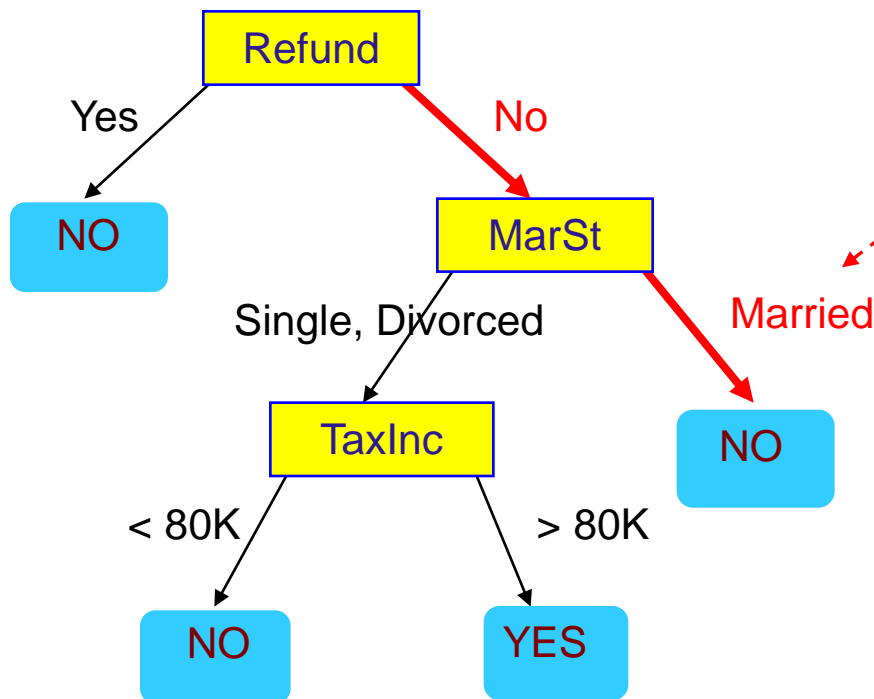 Refund
Yes
No
NO
MarSt
Single, Divorced
Married
TaxInc
NO
< 80K
> 80K
NO
YES